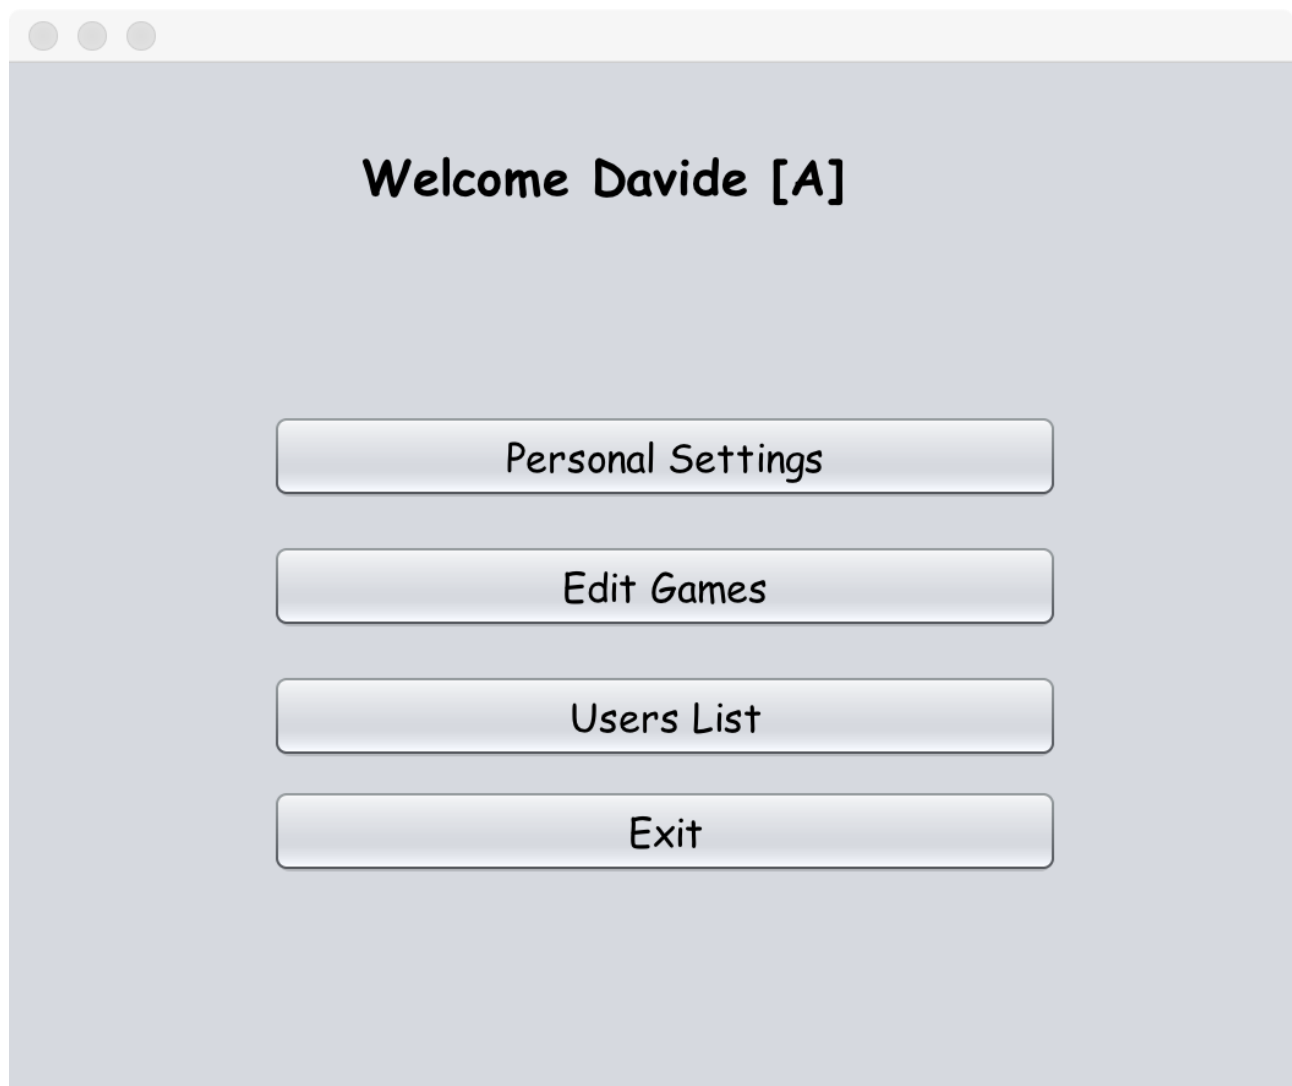 Welcome Davide [A]
Personal Settings
Edit Games
Users List
Exit